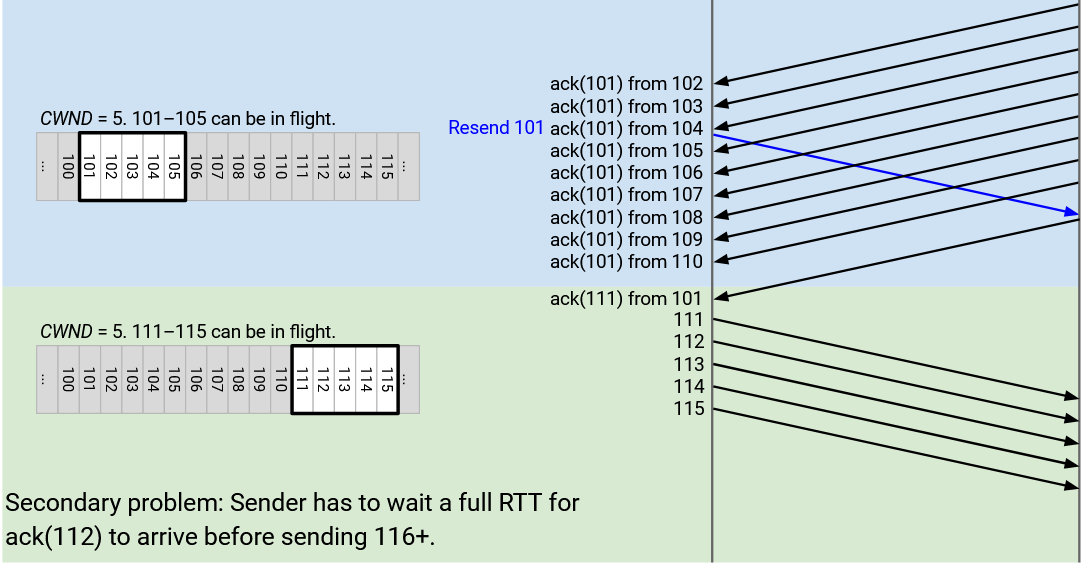 ack(101) from 102
CWND = 5. 101–105 can be in flight.
ack(101) from 103
Resend 101 ack(101) from 104
... 100 101 102 103 104 105 106 107 108 109 110 111 112 113 114 115 ...
ack(101) from 105
ack(101) from 106
ack(101) from 107
ack(101) from 108
ack(101) from 109
ack(101) from 110
ack(111) from 101
111
CWND = 5. 111–115 can be in flight.
112
... 100 101 102 103 104 105 106 107 108 109 110 111 112 113 114 115 ...
113
114
115
Secondary problem: Sender has to wait a full RTT for
ack(112) to arrive before sending 116+.